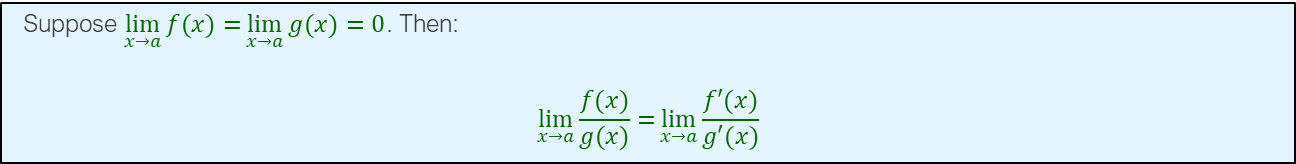 Suppose lim_{x→a} f(x) = lim_{x→a} g(x) = 0. Then:
lim_{x→a} f(x)/g(x) = lim_{x→a} f′(x)/g′(x)